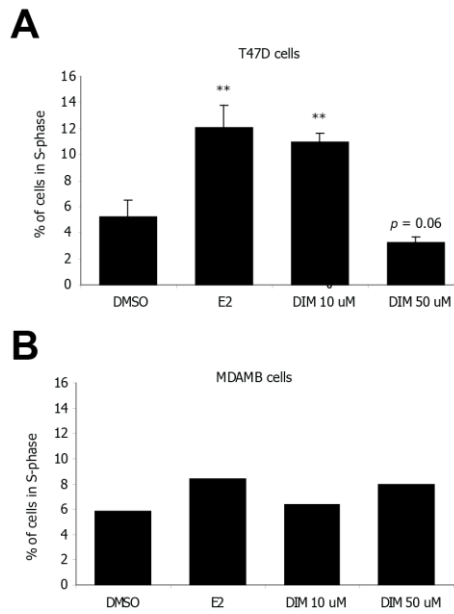 A
T47D cells
% of cells in S-phase
16
14
12
10
8
6
4
2
0
**
**
p = 0.06
DMSO
E2
DIM 10 uM
DIM 50 uM
B
MDAMB cells
% of cells in S-phase
16
14
12
10
8
6
4
2
0
DMSO
E2
DIM 10 uM
DIM 50 uM